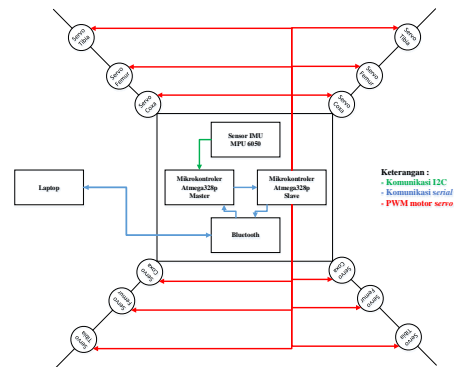 Servo
Tibia
Servo
Tibia
Servo
Femur
Servo
Femur
Servo
Coxa
Servo
Coxa
Sensor IMU
MPU 6050
Mikrokontroler
Atmega328p
Master
Mikrokontroler
Atmega328p
Slave
Laptop
Bluetooth
Keterangan :
- Komunikasi I2C
- Komunikasi serial
- PWM motor servo
Servo
Coxa
Servo
Coxa
Servo
Femur
Servo
Femur
Servo
Tibia
Servo
Tibia